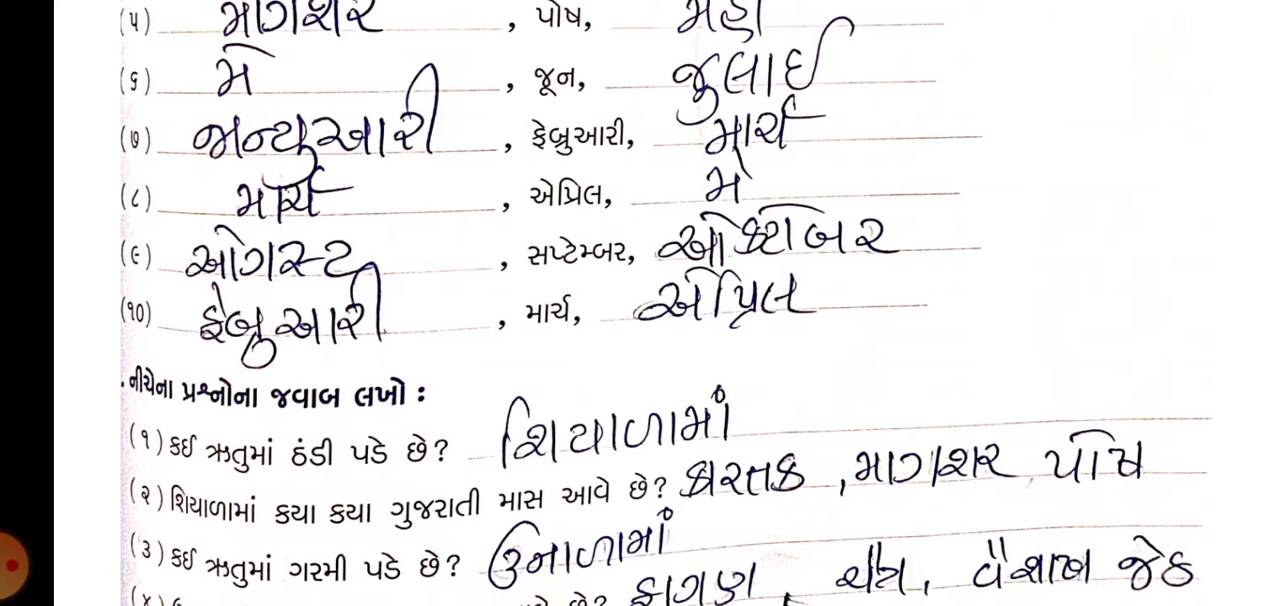 (૫) માગશર, પોષ, મહા
(૬) મે, જૂન, જુલાઈ
(૭) જાન્યુઆરી, ફેબ્રુઆરી, માર્ચ
(૮) માર્ચ, એપ્રિલ, મે
(૯) ઓગસ્ટ, સપ્ટેમ્બર, ઓક્ટોબર
(૧૦) ફેબ્રુઆરી, માર્ચ, એપ્રિલ
નીચેના પ્રશ્નોના જવાબ લખો :
(૧) કઈ ઋતુમાં ઠંડી પડે છે? શિયાળામાં
(૨) શિયાળામાં કયા કયા ગુજરાતી માસ આવે છે? કારતક, માગશર પોષ
(૩) કઈ ઋતુમાં ગરમી પડે છે? ઉનાળામાં
(૪) છે? ફાગણ, ચૈત્ર, વૈશાખ જેઠ